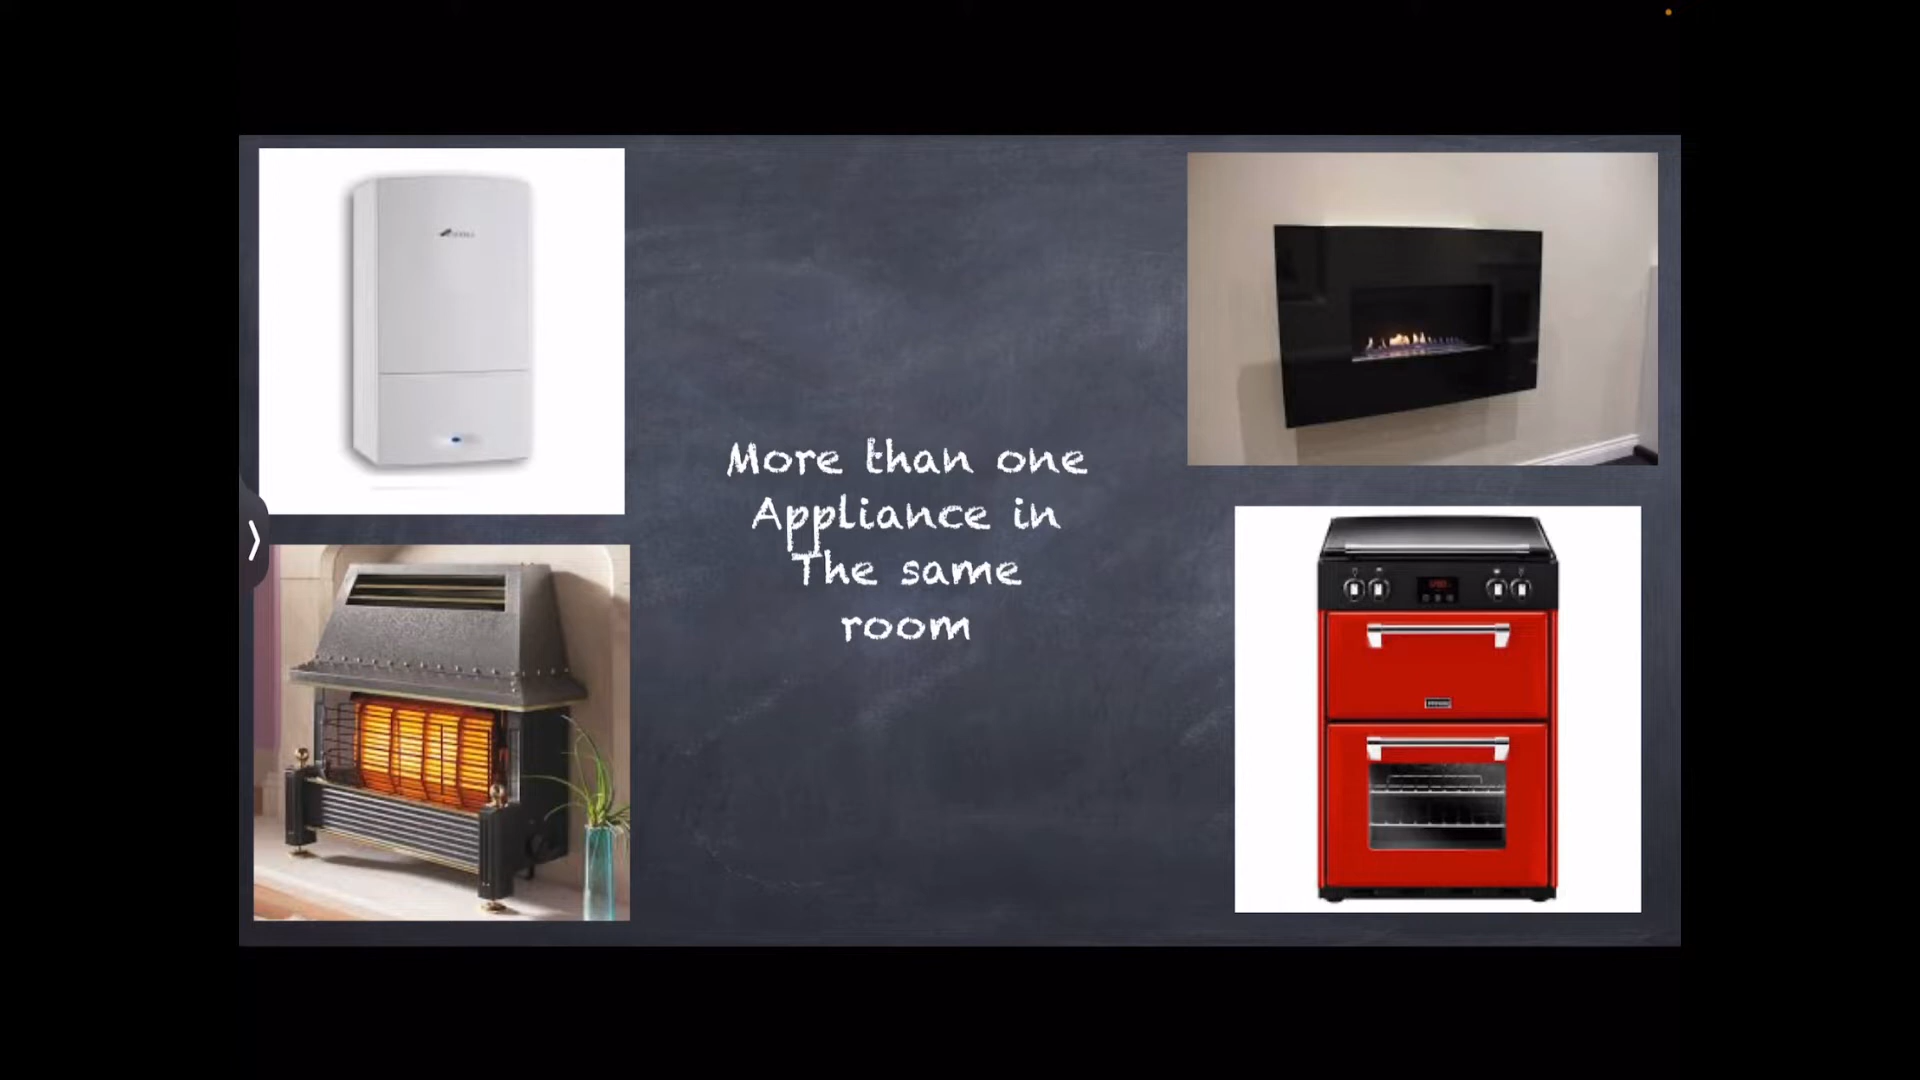 More than one
Appliance in
The same
room